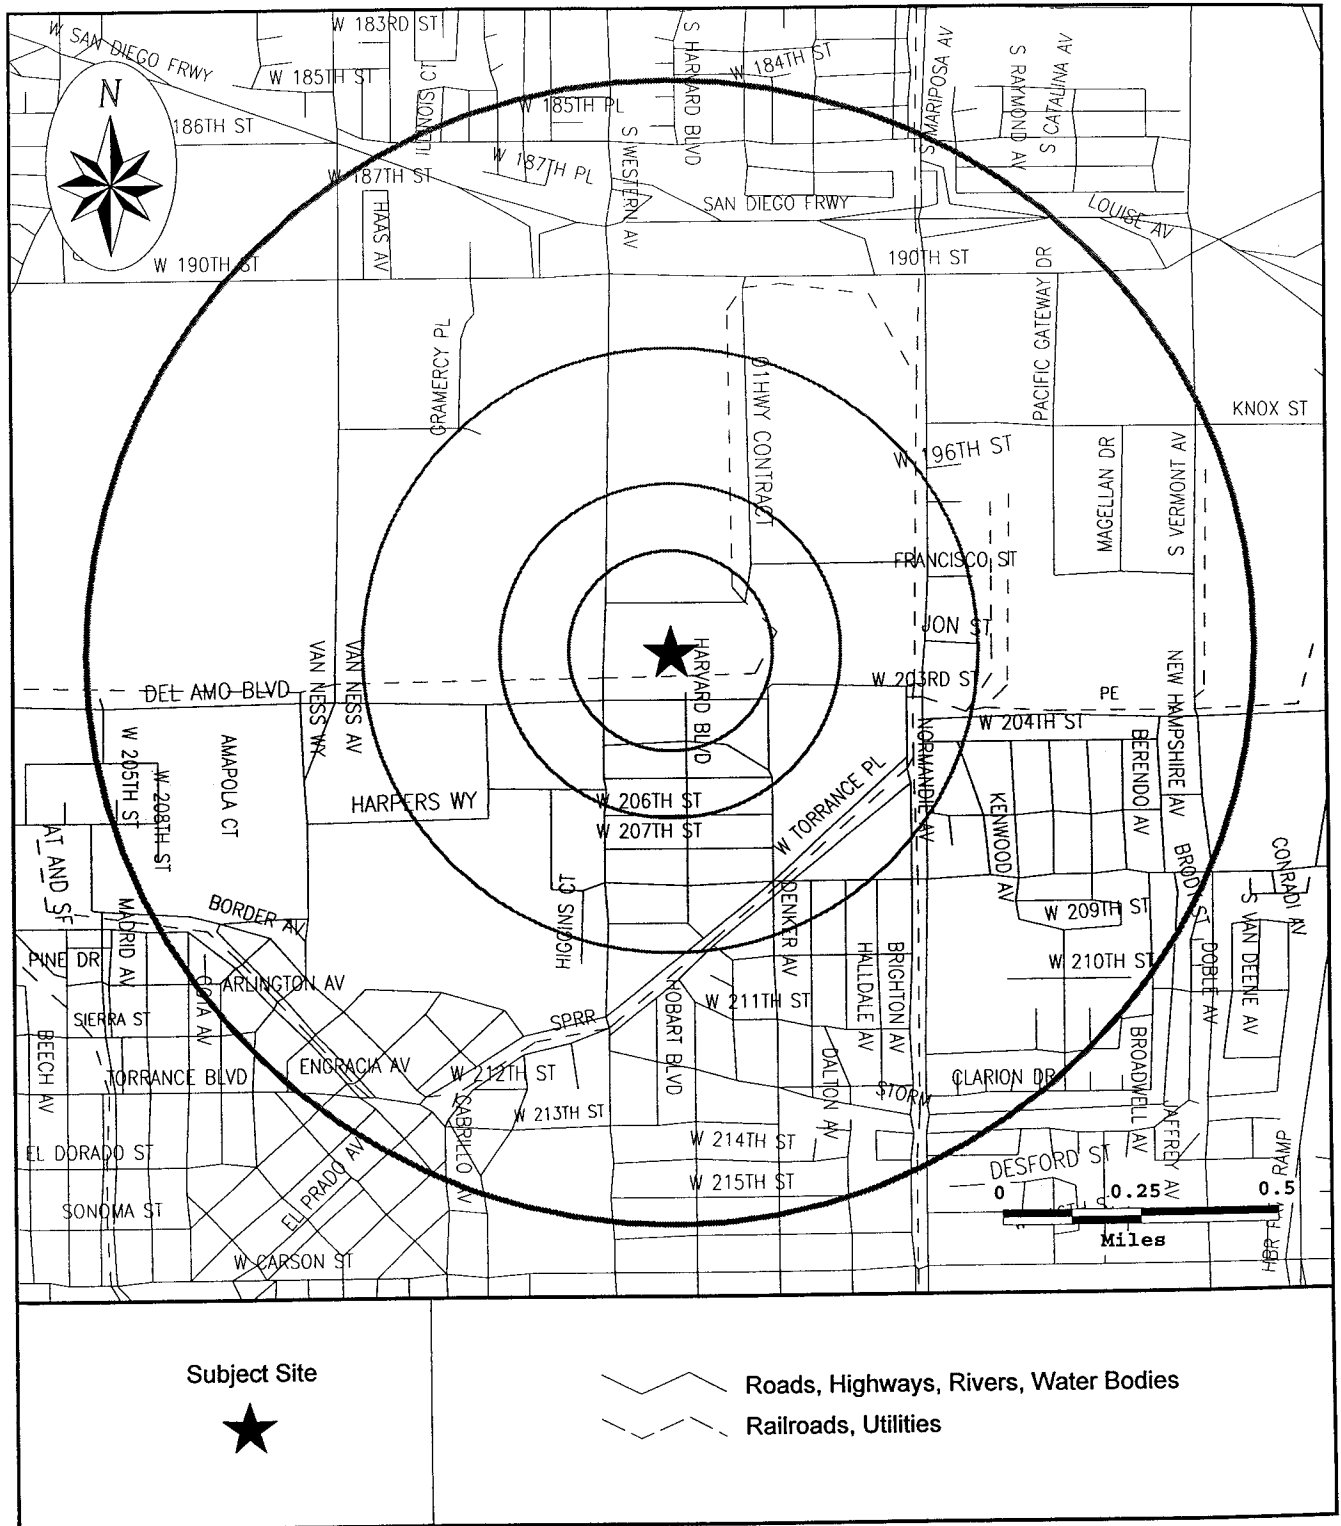 W 183RD ST
W SAN DIEGO FRWY
W 185TH ST
ILLINOIS CT
W 185TH PL
S HARVARD BLVD
W 184TH ST
S MARIPOSA AV
S RAYMOND AV
S CATALINA AV
N
186TH ST
W 187TH ST
W 187TH PL
S WESTERN AV
SAN DIEGO FRWY
LOUISE AV
HAAS AV
W 190TH ST
190TH ST
GRAMERCY PL
01HWY CONTRACT
PACIFIC GATEWAY DR
KNOX ST
W 196TH ST
MAGELLAN DR
S VERMONT AV
FRANCISCO ST
JON ST
HARVARD BLVD
W 203RD ST
PE
DEL AMO BLVD
VAN NESS WY
VAN NESS AV
W 204TH ST
NEW HAMPSHIRE AV
W 205TH ST
W 208TH ST
AMAPOLA CT
HARPERS WY
W 206TH ST
W 207TH ST
W TORRANCE PL
NORMANDIE AV
KENWOOD AV
BERENDO AV
BRODY ST
CONRADI AV
AT AND SF
MADRID AV
BORDER AV
HIGGINS CT
DENKER AV
HALLDALE AV
BRIGHTON AV
W 209TH ST
W 210TH ST
DOBLE AV
S VAN DEENE AV
PINE DR
ARLINGTON AV
SIERRA ST
BEECH AV
TORRANCE BLVD
ENGRACIA AV
SPRR
W 211TH ST
HOBART BLVD
W 212TH ST
W 213TH ST
CABRILLO AV
DALTON AV
STORM
CLARION DR
BROADWELL AV
W 214TH ST
W 215TH ST
EL DORADO ST
SONOMA ST
EL PRADO AV
W CARSON ST
DESFORD ST
RAMP
0 0.25 0.5
Miles
Subject Site
Roads, Highways, Rivers, Water Bodies
Railroads, Utilities